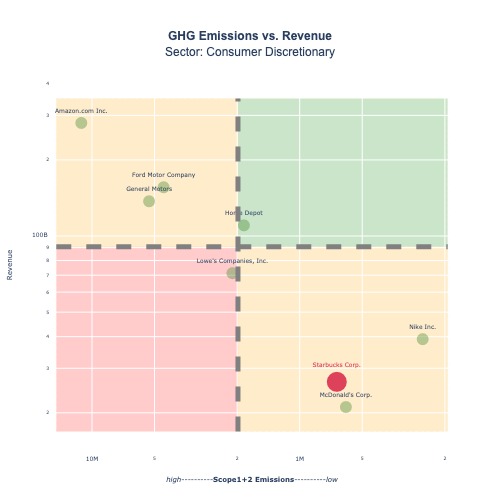 GHG Emissions vs. Revenue
Sector: Consumer Discretionary
4
Amazon.com Inc.
3
2
Ford Motor Company
General Motors
Home Depot
100B
9
Lowe's Companies, Inc.
8
7
6
5
Nike Inc.
4
Starbucks Corp.
3
McDonald's Corp.
2
Revenue
10M 5 2 1M 5 2
high----------Scope1+2 Emissions----------low